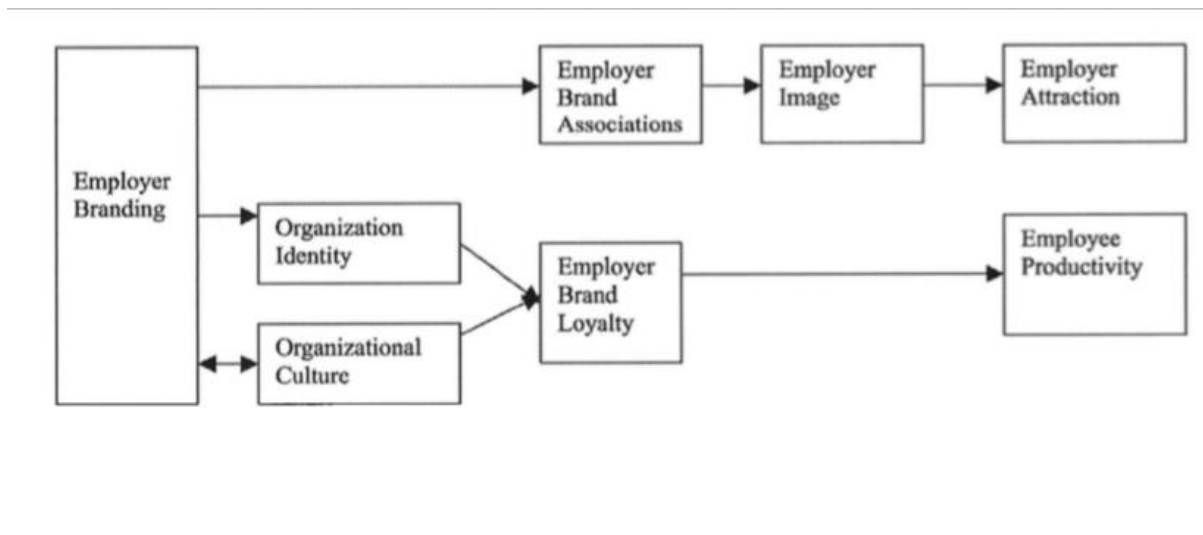 Employer
Branding
Employer
Brand
Associations
Employer
Image
Employer
Attraction
Organization
Identity
Organizational
Culture
Employer
Brand
Loyalty
Employee
Productivity